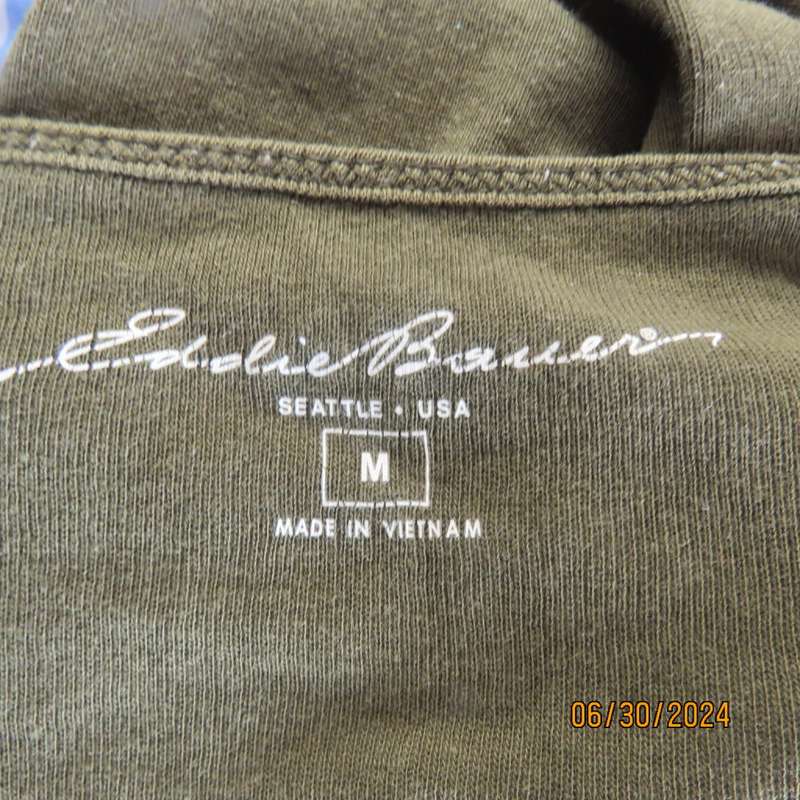 Eddie Bauer®
SEATTLE • USA
M
MADE IN VIETNAM
06/30/2024